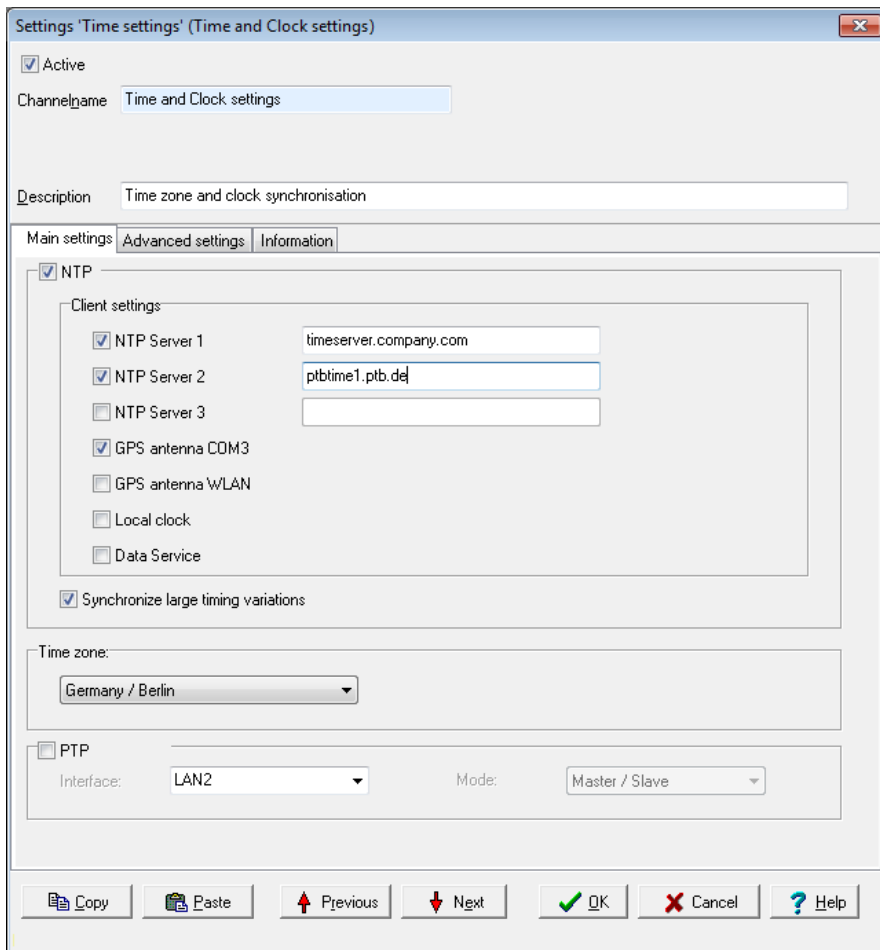 Settings 'Time settings' (Time and Clock settings)
Active
Channelname Time and Clock settings
Description Time zone and clock synchronisation
Main settings Advanced settings Information
NTP
Client settings
NTP Server 1 timeserver.company.com
NTP Server 2 ptbtime1.ptb.de
NTP Server 3
GPS antenna COM3
GPS antenna WLAN
Local clock
Data Service
Synchronize large timing variations
Time zone:
Germany / Berlin
PTP
Interface: LAN2 Mode: Master / Slave
Copy Paste Previous Next OK Cancel Help